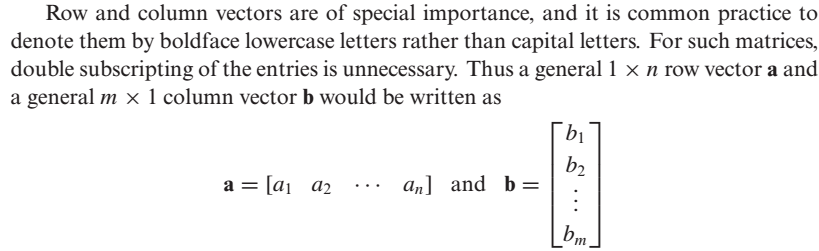 Row and column vectors are of special importance, and it is common practice to
denote them by boldface lowercase letters rather than capital letters. For such matrices,
double subscripting of the entries is unnecessary. Thus a general 1 × n row vector a and
a general m × 1 column vector b would be written as
a = [a₁ a₂ ⋯ aₙ] and b = [b₁
b₂
⋮
bₘ]